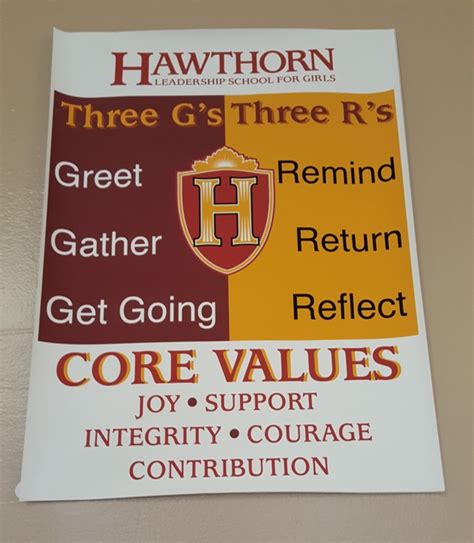 HAWTHORN
LEADERSHIP SCHOOL FOR GIRLS
Three G's Three R's
Greet
Gather
Get Going
H
Remind
Return
Reflect
CORE VALUES
JOY • SUPPORT
INTEGRITY • COURAGE
CONTRIBUTION